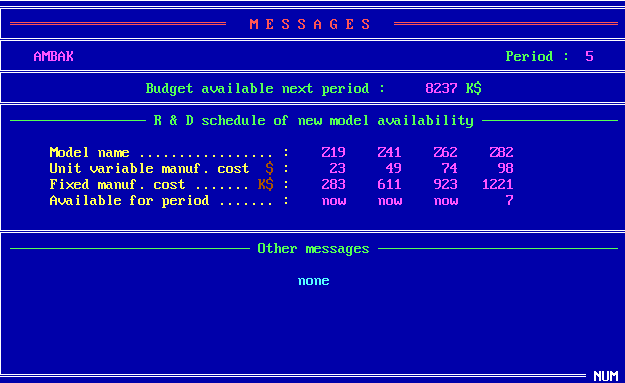 M E S S A G E S
AMBAK Period : 5
Budget available next period : 8237 K$
R & D schedule of new model availability
Model name ................. : Z19 Z41 Z62 Z82
Unit variable manuf. cost $ : 23 49 74 98
Fixed manuf. cost ....... K$ : 283 611 923 1221
Available for period ....... : now now now 7
Other messages
none
NUM